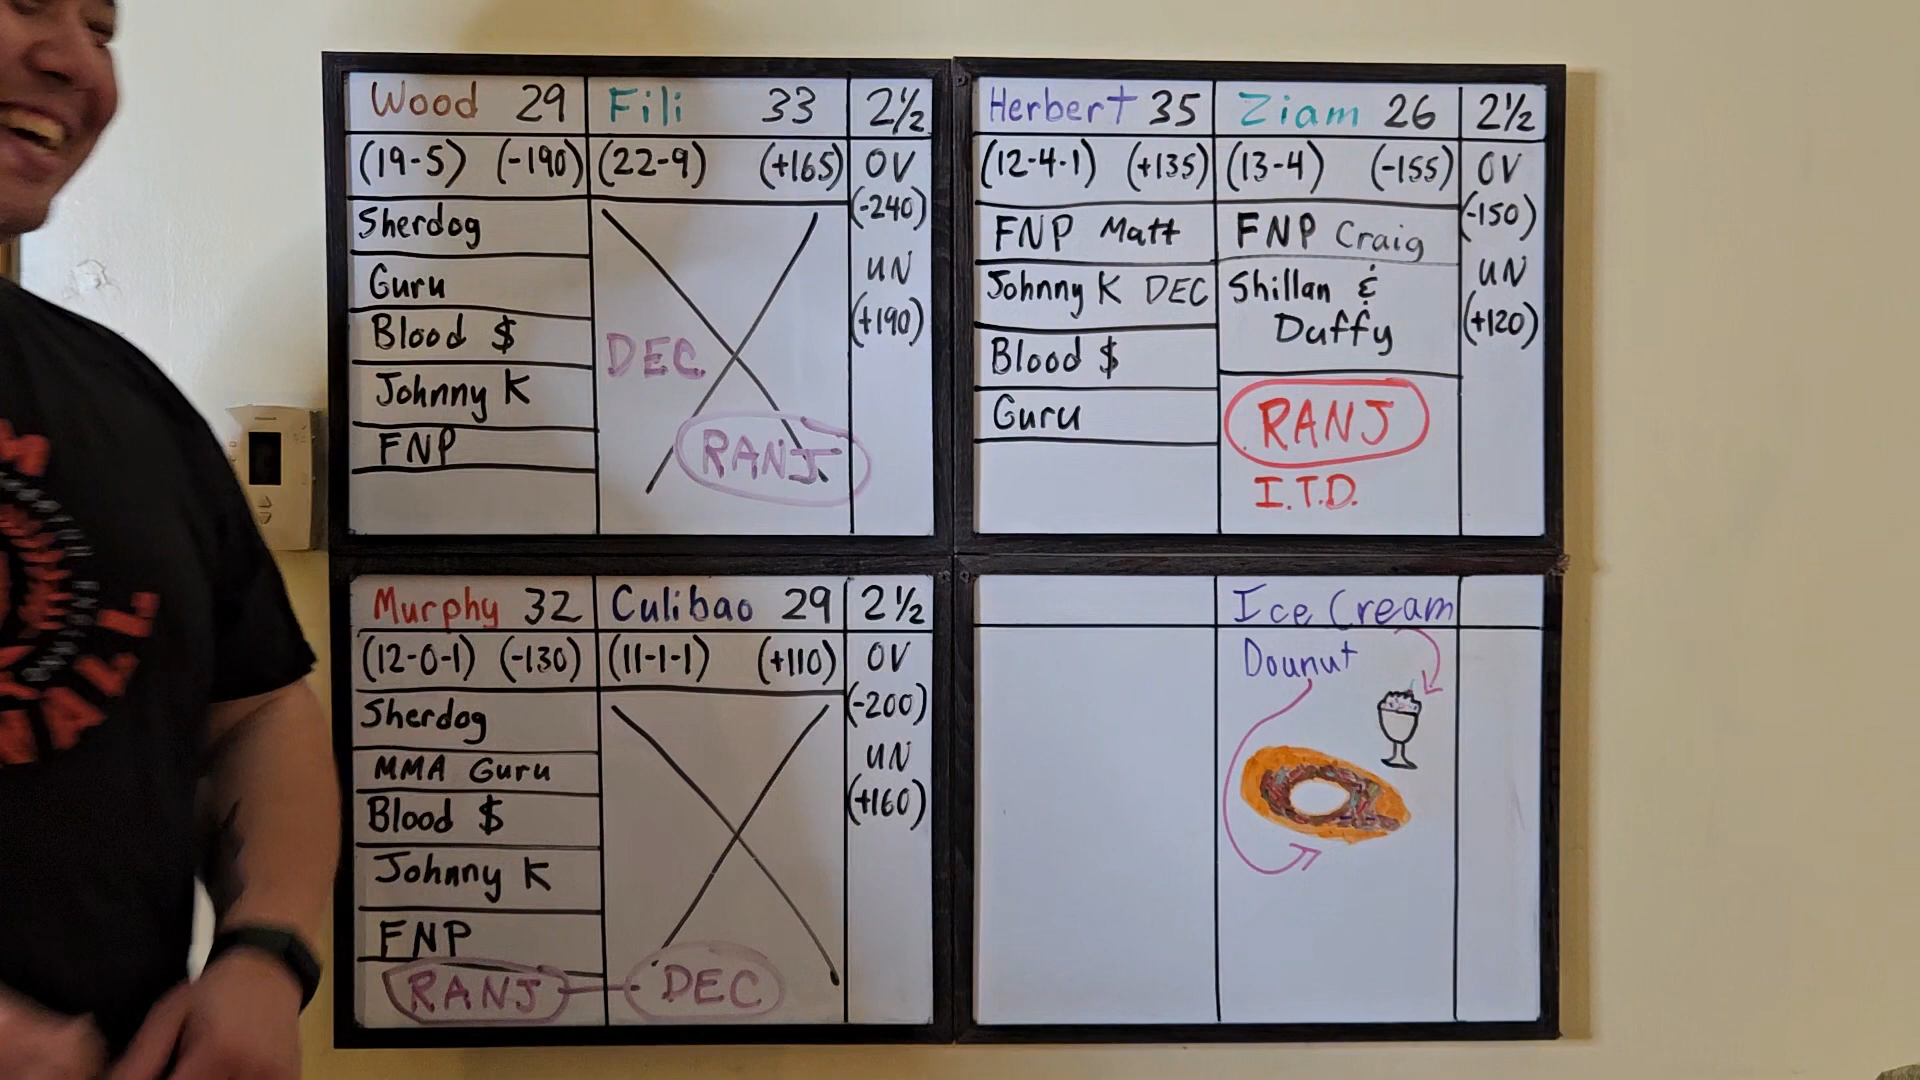 Wood 29 Fili 33 2½
(19-5) (-190) (22-9) (+165) OV
(-240)
UN
(+190)
Sherdog
Guru
Blood $
Johnny K
FNP
DEC.
RANJ
Herbert 35 Ziam 26 2½
(12-4-1) (+135) (13-4) (-155) OV
(-150)
UN
(+120)
FNP Matt
Johnny K DEC
Blood $
Guru
FNP Craig
Shillan &
Duffy
RANJ
I.T.D.
Murphy 32 Culibao 29 2½
(12-0-1) (-130) (11-1-1) (+110) OV
(-200)
UN
(+160)
Sherdog
MMA Guru
Blood $
Johnny K
FNP
RANJ - DEC
Ice Cream
Dounut